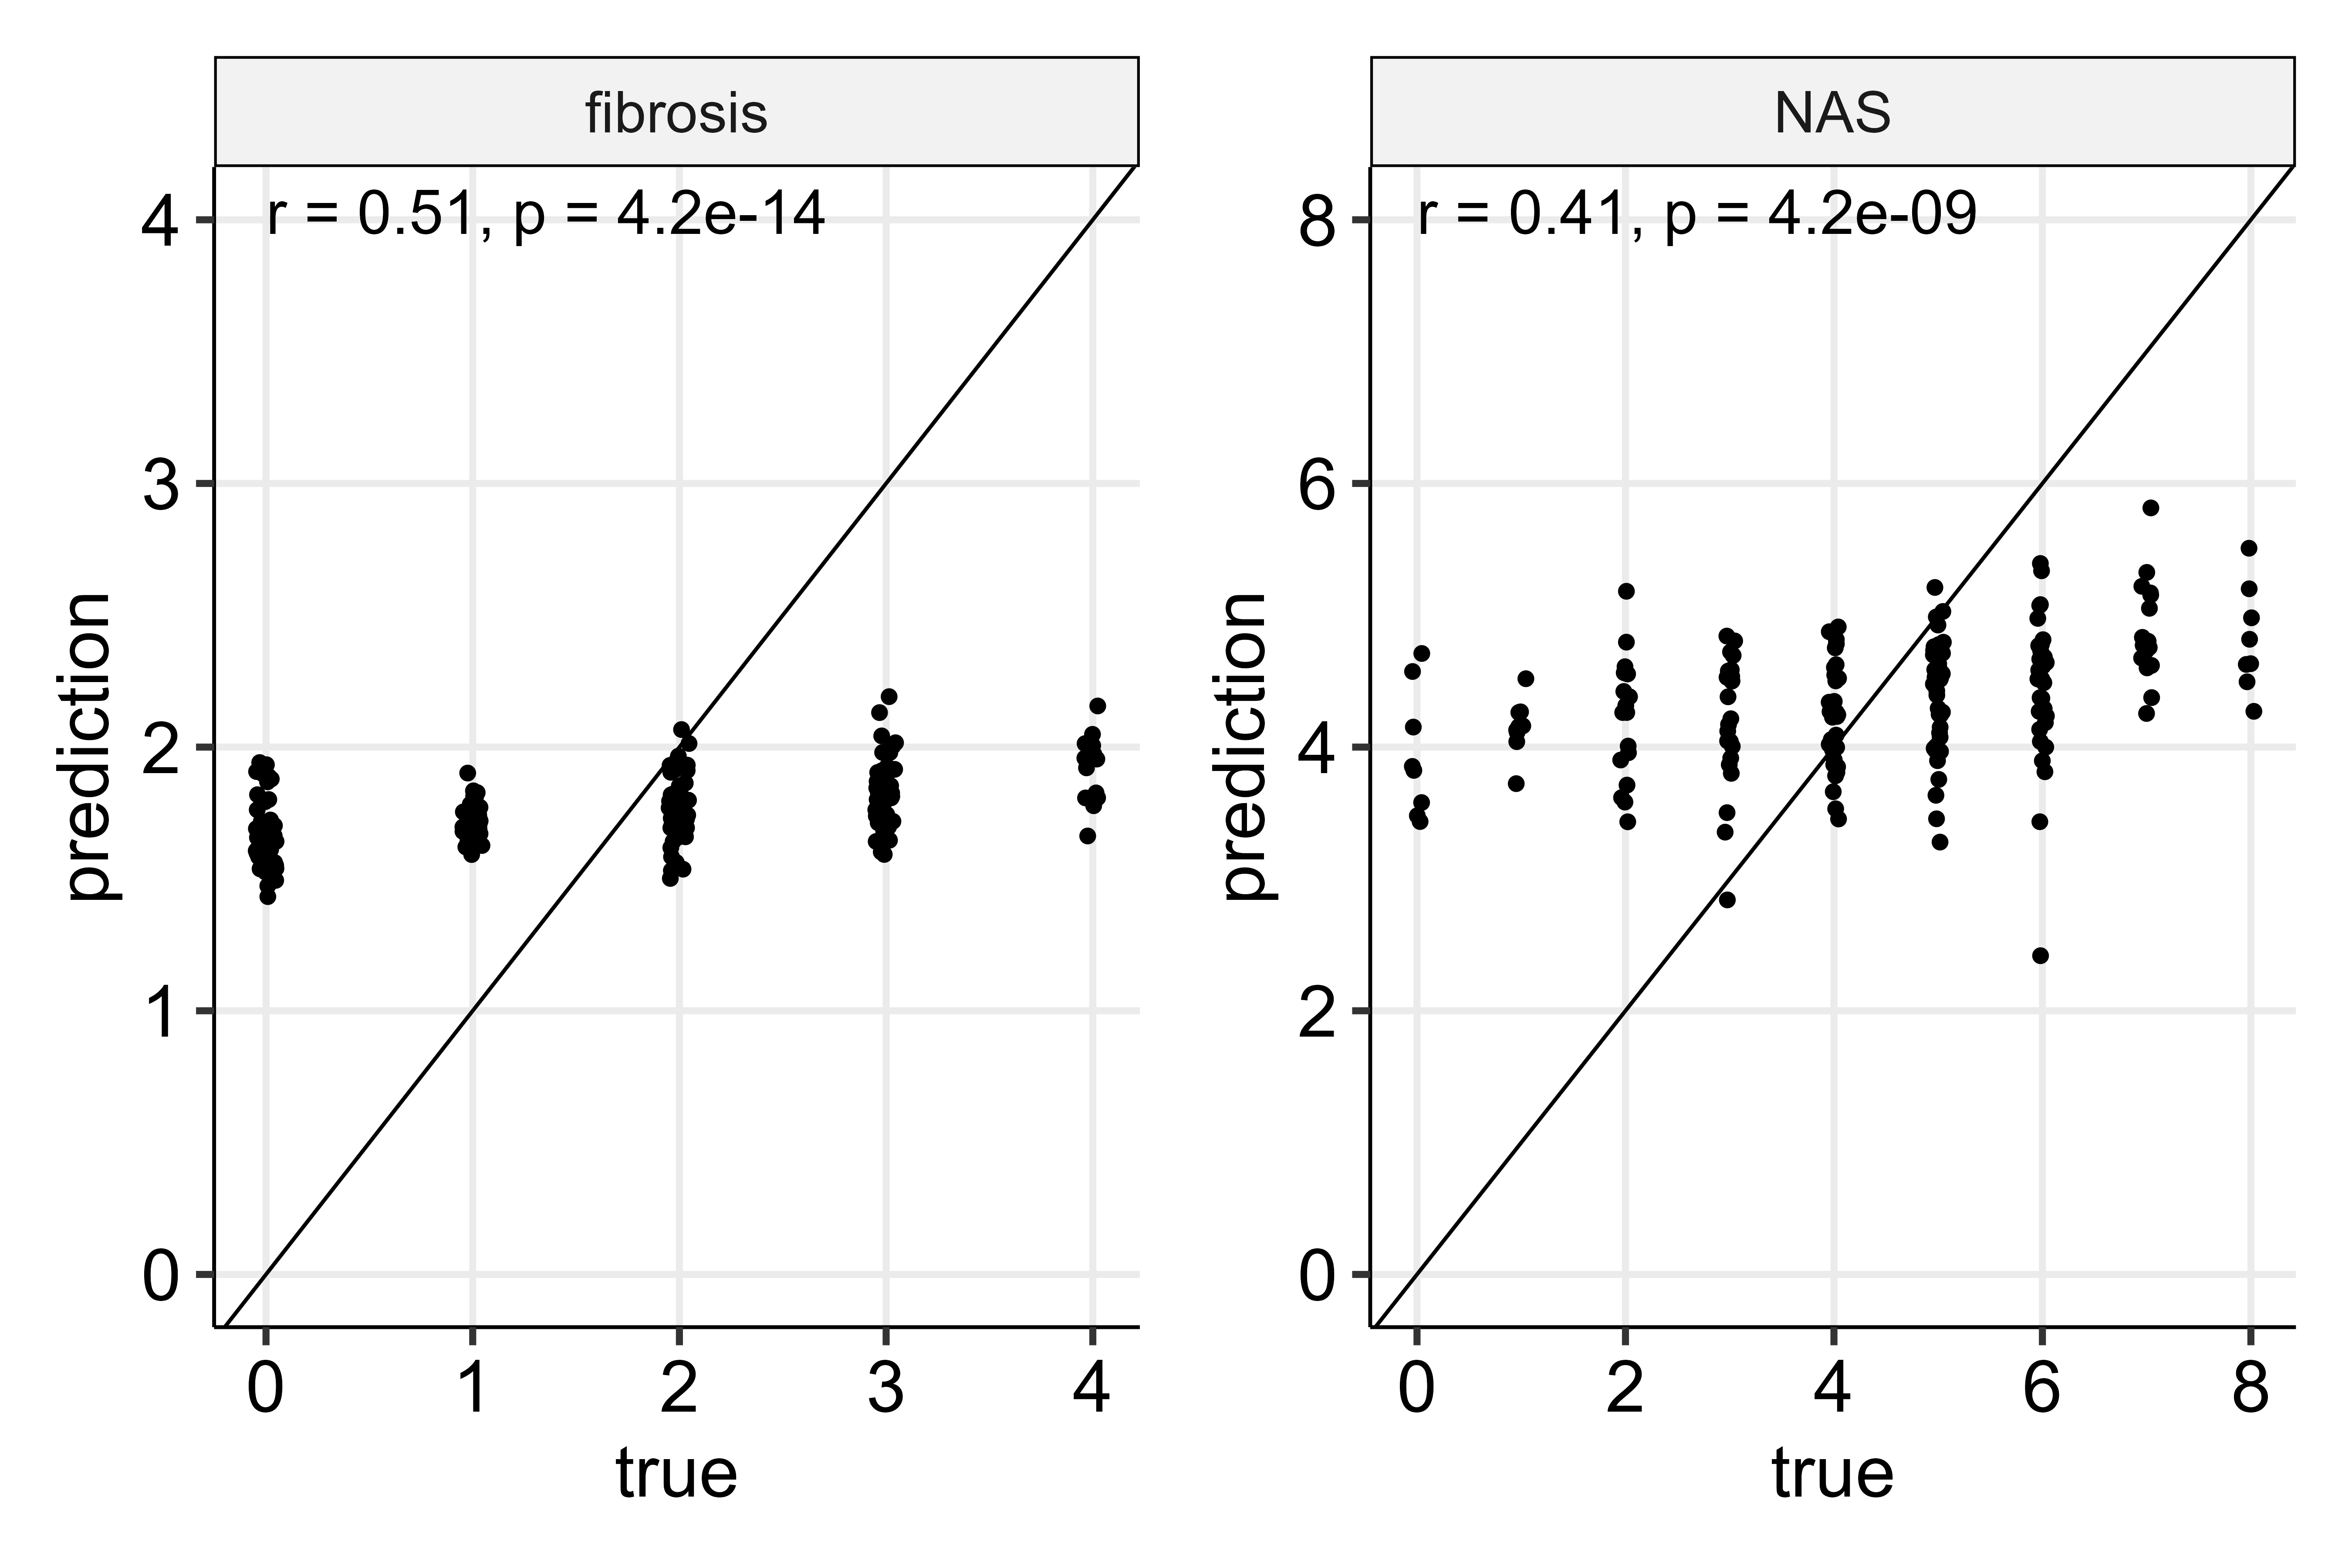 fibrosis
r = 0.51, p = 4.2e-14
4
3
2
1
0
prediction
0 1 2 3 4
true
NAS
r = 0.41, p = 4.2e-09
8
6
4
2
0
prediction
0 2 4 6 8
true